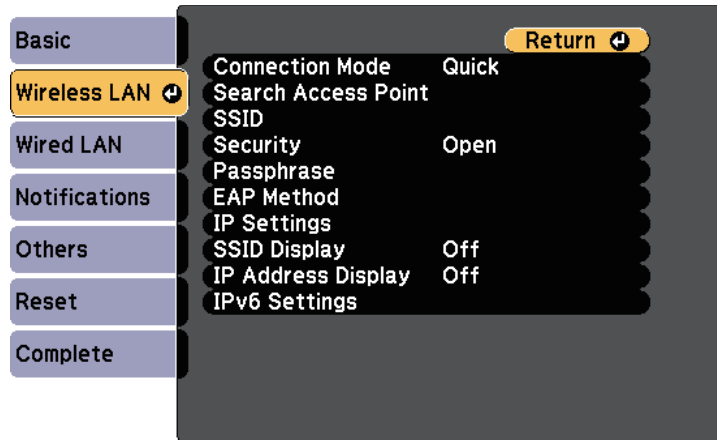 Basic
Wireless LAN
Wired LAN
Notifications
Others
Reset
Complete
Return
Connection Mode Quick
Search Access Point
SSID
Security Open
Passphrase
EAP Method
IP Settings
SSID Display Off
IP Address Display Off
IPv6 Settings